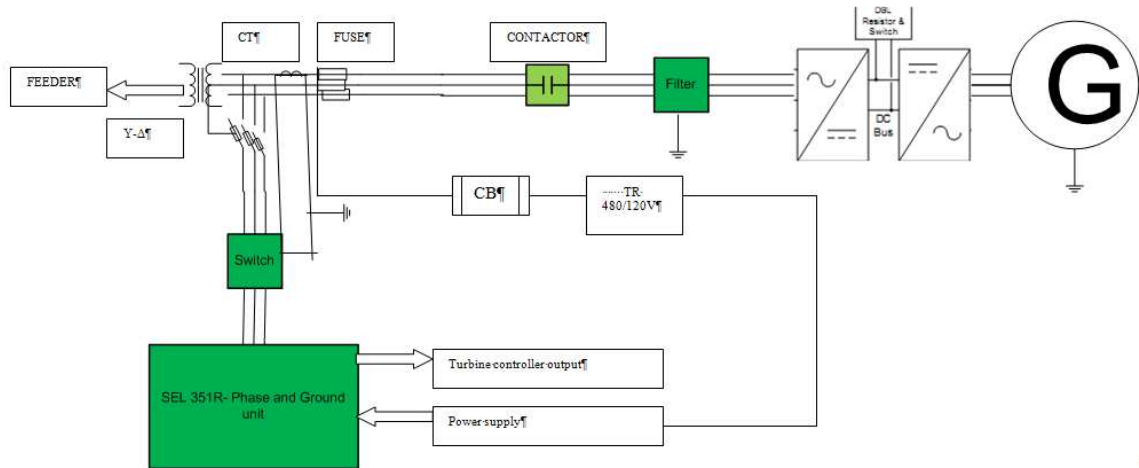 DBL
Resistor &
Switch
CT¶
FUSE¶
CONTACTOR¶
FEEDER¶
Filter
G
DC
Bus
Y-Δ¶
CB¶
·······TR·
480/120V¶
Switch
SEL 351R- Phase and Ground
unit
Turbine·controller·output¶
Power·supply¶